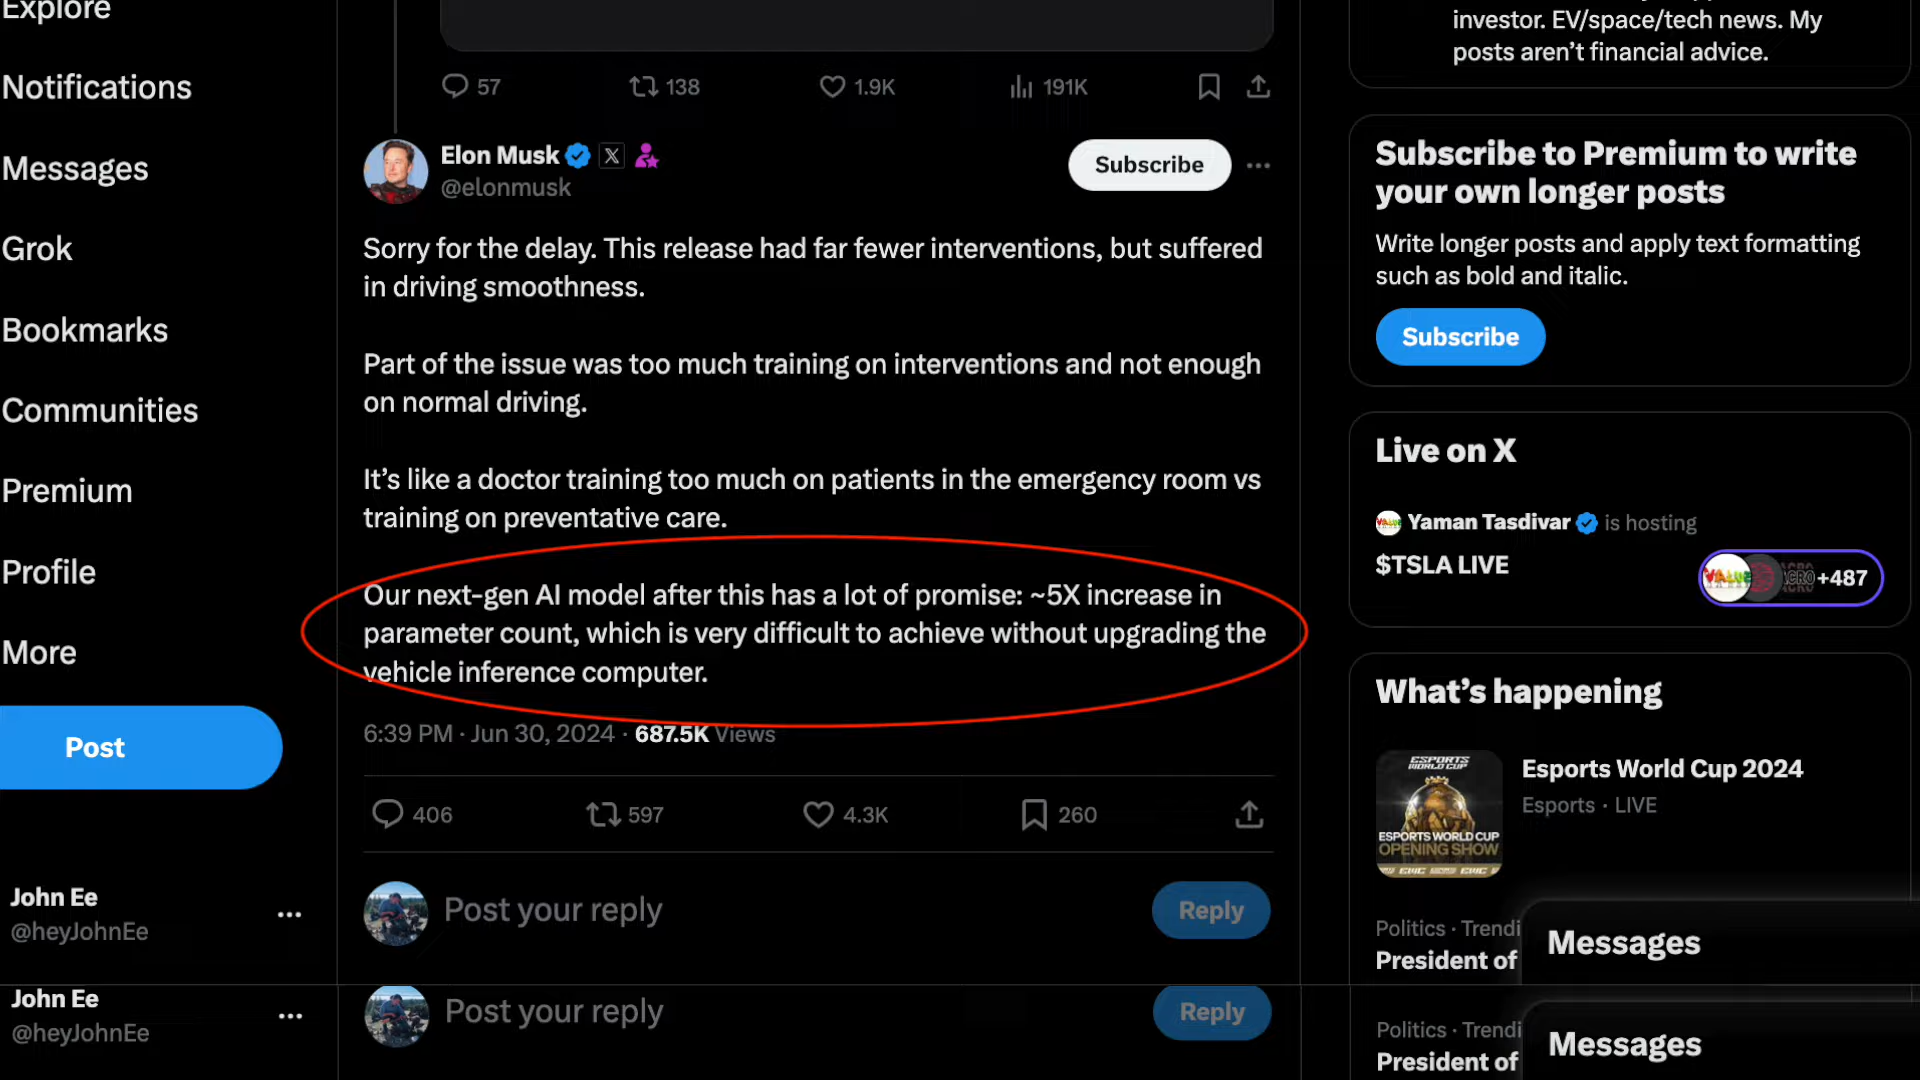 Explore
Notifications
Messages
Grok
Bookmarks
Communities
Premium
Profile
More
Post
John Ee
@heyJohnEe
John Ee
@heyJohnEe
57 138 1.9K 191K
Elon Musk
@elonmusk
Subscribe
Sorry for the delay. This release had far fewer interventions, but suffered
in driving smoothness.
Part of the issue was too much training on interventions and not enough
on normal driving.
It's like a doctor training too much on patients in the emergency room vs
training on preventative care.
Our next-gen AI model after this has a lot of promise: ~5X increase in
parameter count, which is very difficult to achieve without upgrading the
vehicle inference computer.
6:39 PM · Jun 30, 2024 · 687.5K Views
406 597 4.3K 260
Post your reply
Reply
Post your reply
Reply
investor. EV/space/tech news. My
posts aren't financial advice.
Subscribe to Premium to write
your own longer posts
Write longer posts and apply text formatting
such as bold and italic.
Subscribe
Live on X
Yaman Tasdivar is hosting
$TSLA LIVE
VALUE
+487
What's happening
ESPORTS
WORLD CUP
ESPORTS WORLD CUP
OPENING SHOW
Esports World Cup 2024
Esports · LIVE
Politics · Trendi
President of
Messages
Politics · Trendi
President of
Messages